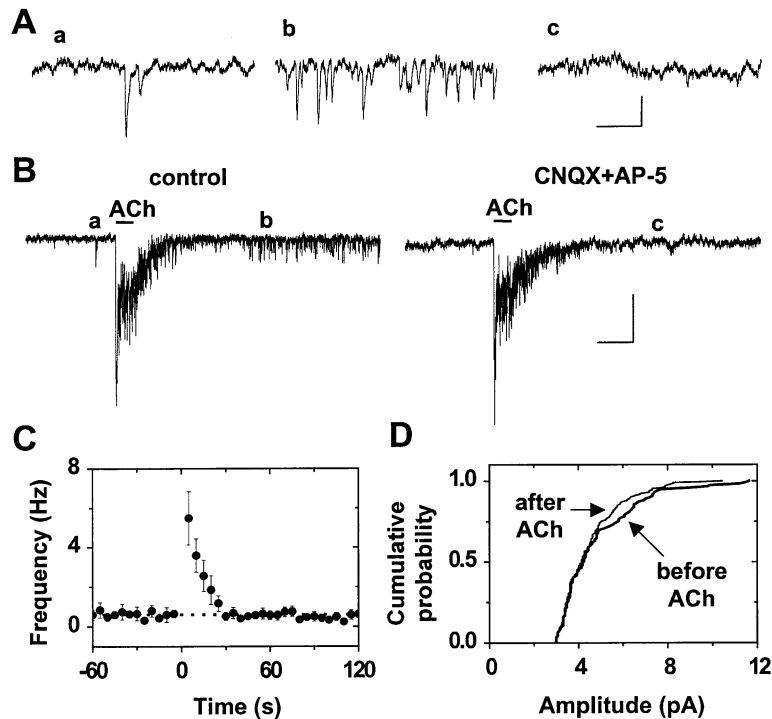 A
a
b
c
B
control
CNQX+AP-5
a
ACh
b
ACh
c
C
Frequency (Hz)
8
4
0
-60
0
60
120
Time (s)
D
Cumulative
probability
1.0
0.5
0.0
after
ACh
before
ACh
0
4
8
12
Amplitude (pA)